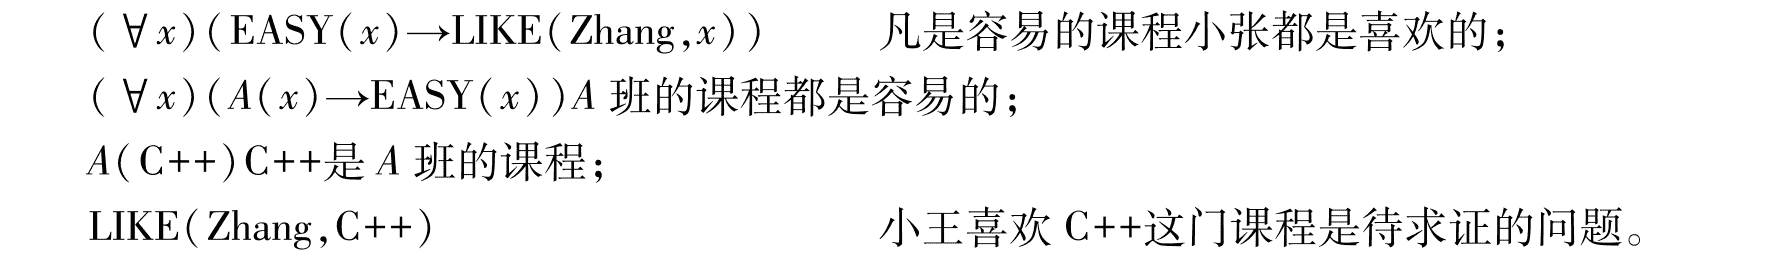 (∀x)(EASY(x)→LIKE(Zhang,x)) 凡是容易的课程小张都是喜欢的;
(∀x)(A(x)→EASY(x))A 班的课程都是容易的;
A(C++)C++是 A 班的课程;
LIKE(Zhang,C++) 小王喜欢 C++这门课程是待求证的问题。